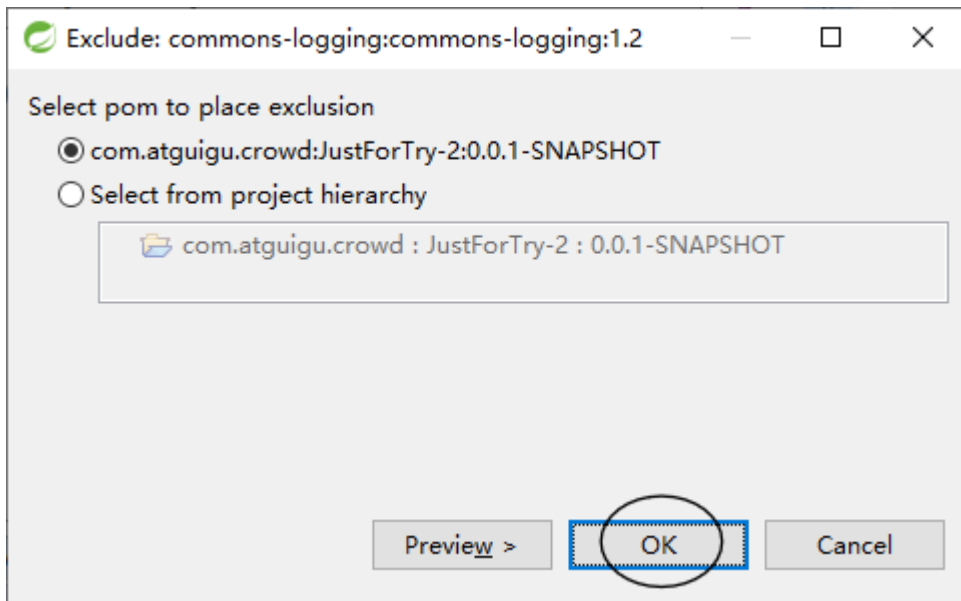 Exclude: commons-logging:commons-logging:1.2
Select pom to place exclusion
com.atguigu.crowd:JustForTry-2:0.0.1-SNAPSHOT
Select from project hierarchy
com.atguigu.crowd : JustForTry-2 : 0.0.1-SNAPSHOT
Preview > OK Cancel